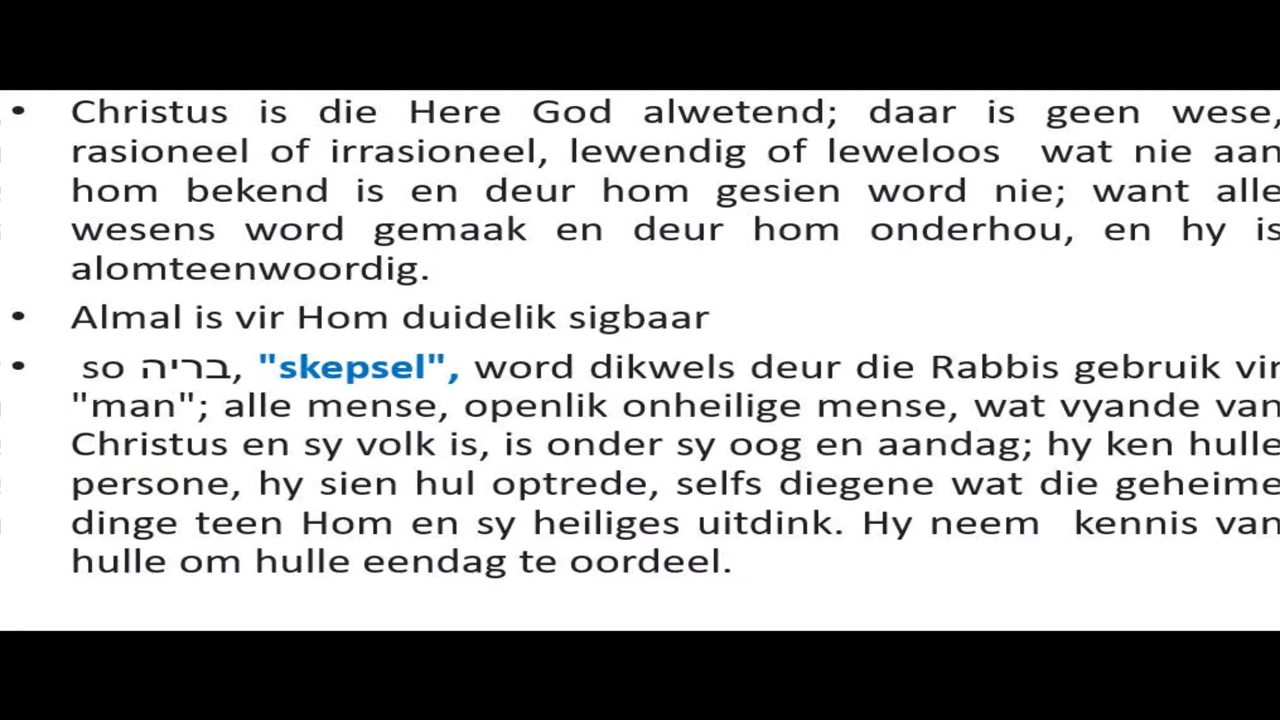 • Christus is die Here God alwetend; daar is geen wese,
rasioneel of irrasioneel, lewendig of leweloos wat nie aan
hom bekend is en deur hom gesien word nie; want alle
wesens word gemaak en deur hom onderhou, en hy is
alomteenwoordig.
• Almal is vir Hom duidelik sigbaar
• so בריה, "skepsel", word dikwels deur die Rabbis gebruik vir
"man"; alle mense, openlik onheilige mense, wat vyande van
Christus en sy volk is, is onder sy oog en aandag; hy ken hulle
persone, hy sien hul optrede, selfs diegene wat die geheime
dinge teen Hom en sy heiliges uitdink. Hy neem kennis van
hulle om hulle eendag te oordeel.